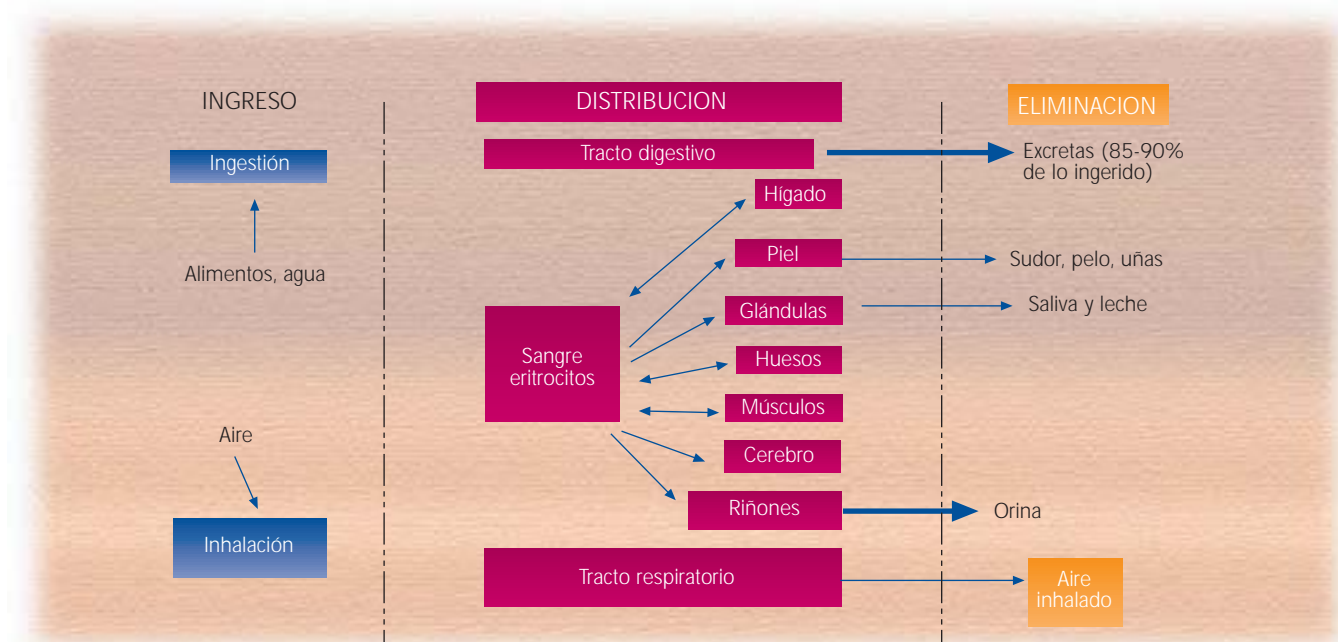 INGRESO
DISTRIBUCION
ELIMINACION
Ingestión
Tracto digestivo
Excretas (85-90%
de lo ingerido)
Hígado
Alimentos, agua
Piel
Sudor, pelo, uñas
Glándulas
Saliva y leche
Sangre
eritrocitos
Huesos
Músculos
Aire
Cerebro
Riñones
Orina
Inhalación
Tracto respiratorio
Aire
inhalado